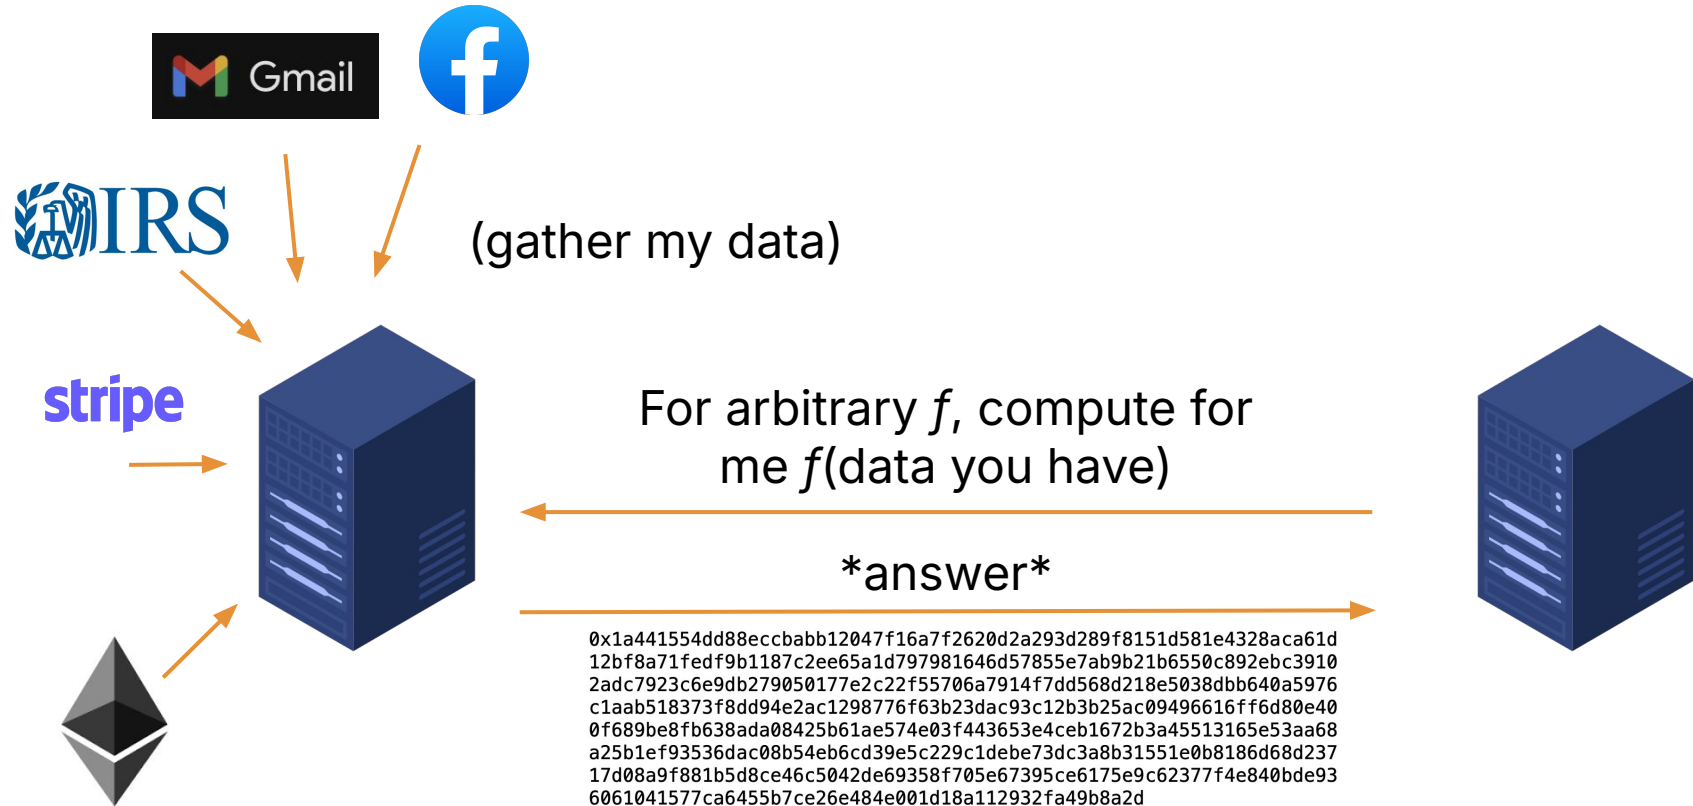 Gmail
IRS
(gather my data)
stripe
For arbitrary f, compute for
me f(data you have)
*answer*
0x1a441554dd88eccbabb12047f16a7f2620d2a293d289f8151d581e4328aca61d
12bf8a71fedf9b1187c2ee65a1d797981646d57855e7ab9b21b6550c892ebc3910
2adc7923c6e9db279050177e2c22f55706a7914f7dd568d218e5038dbb640a5976
c1aab518373f8dd94e2ac1298776f63b23dac93c12b3b25ac09496616ff6d80e40
0f689be8fb638ada08425b61ae574e03f443653e4ceb1672b3a45513165e53aa68
a25b1ef93536dac08b54eb6cd39e5c229c1debe73dc3a8b31551e0b8186d68d237
17d08a9f881b5d8ce46c5042de69358f705e67395ce6175e9c62377f4e840bde93
6061041577ca6455b7ce26e484e001d18a112932fa49b8a2d